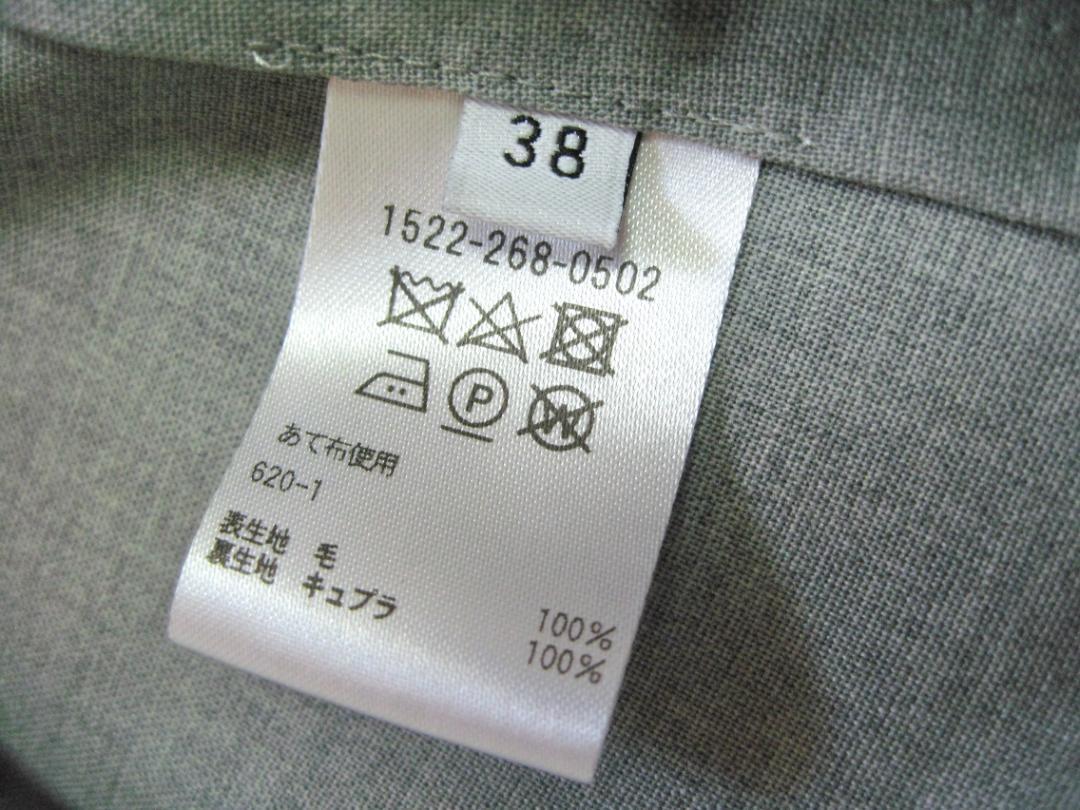 38
1522-268-0502
P
W
あて布使用
620-1
表生地 毛 100%
裏生地 キュプラ 100%